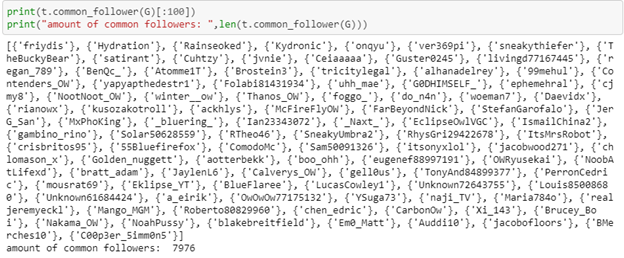 print(t.common_follower(G)[:100])
print("amount of common followers: ",len(t.common_follower(G)))
[{'friydis'}, {'Hydration'}, {'Rainseoked'}, {'Kydronic'}, {'onqyu'}, {'ver369pi'}, {'sneakythiefer'}, {'T
heBuckyBear'}, {'satirant'}, {'Cuhtzy'}, {'jvnie'}, {'Ceiaaaaa'}, {'Guster0245'}, {'livingd77167445'}, {'r
egan_789'}, {'BenQc_'}, {'Atomme1T'}, {'Brostein3'}, {'tricitylegal'}, {'alhanadelrey'}, {'99mehul'}, {'Co
ntenders_OW'}, {'yapyapthedestr1'}, {'Folabi81431934'}, {'uhh_mae'}, {'G0DHIMSELF_'}, {'ephemehral'}, {'cj
my8'}, {'NootNoot_OW'}, {'winter__ow'}, {'Thanos_OW'}, {'foggo_'}, {'do_n4n'}, {'woeman7'}, {'Daevidx'}, {
'rianowx'}, {'kusozakotroll'}, {'ackhlys'}, {'McFireFlyOW'}, {'FarBeyondNick'}, {'StefanGarofalo'}, {'Jer
G_San'}, {'MxPhoKing'}, {'_bluering_'}, {'Ian23343072'}, {'_Naxt_'}, {'EclipseOwlVGC'}, {'IsmailChina2'}, {'
gambino_rino'}, {'Solar50628559'}, {'RTheo46'}, {'SneakyUmbra2'}, {'RhysGri29422678'}, {'ItsMrsRobot'}, {
'crisbritos95'}, {'55Bluefirefox'}, {'ComodoMc'}, {'Sam50091326'}, {'itsonyxlol'}, {'jacobwood271'}, {'ch
lomason_x'}, {'Golden_nuggett'}, {'aotterbekk'}, {'boo_ohh'}, {'eugenef88997191'}, {'OWRyusekai'}, {'NoobA
tLifexd'}, {'bratt_adam'}, {'JaylenL6'}, {'Calverys_OW'}, {'gell0us'}, {'TonyAnd84899377'}, {'PerronCedri
c'}, {'mousrat69'}, {'Eklipse_YT'}, {'BlueFlaree'}, {'LucasCowley1'}, {'Unknown72643755'}, {'Louis8500868
0'}, {'Unknown61684424'}, {'a_eirik'}, {'OwOwOw77175132'}, {'YSuga73'}, {'naji_TV'}, {'Maria784o'}, {'real
jeremyeckl'}, {'Mango_MGM'}, {'Roberto80829960'}, {'chen_edric'}, {'CarbonOw'}, {'Xi_143'}, {'Brucey_Bo
i'}, {'Nakama_OW'}, {'NoahPussy'}, {'blakebreitfield'}, {'Em0_Matt'}, {'Auddi10'}, {'jacobofloors'}, {'BMe
rches10'}, {'C00p3er_5imm0n5'}]
amount of common followers:  7976